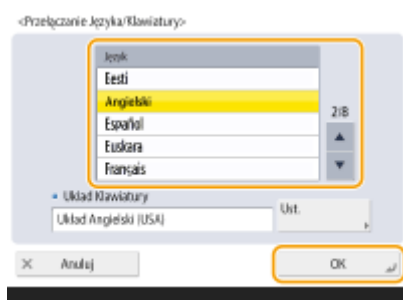 <Przełączanie Języka/Klawiatury>
Język
Eesti
Angielski
Español
Euskara
Français
2/8
Układ Klawiatury
Układ Angielski (USA)
Ust.
Anuluj
OK